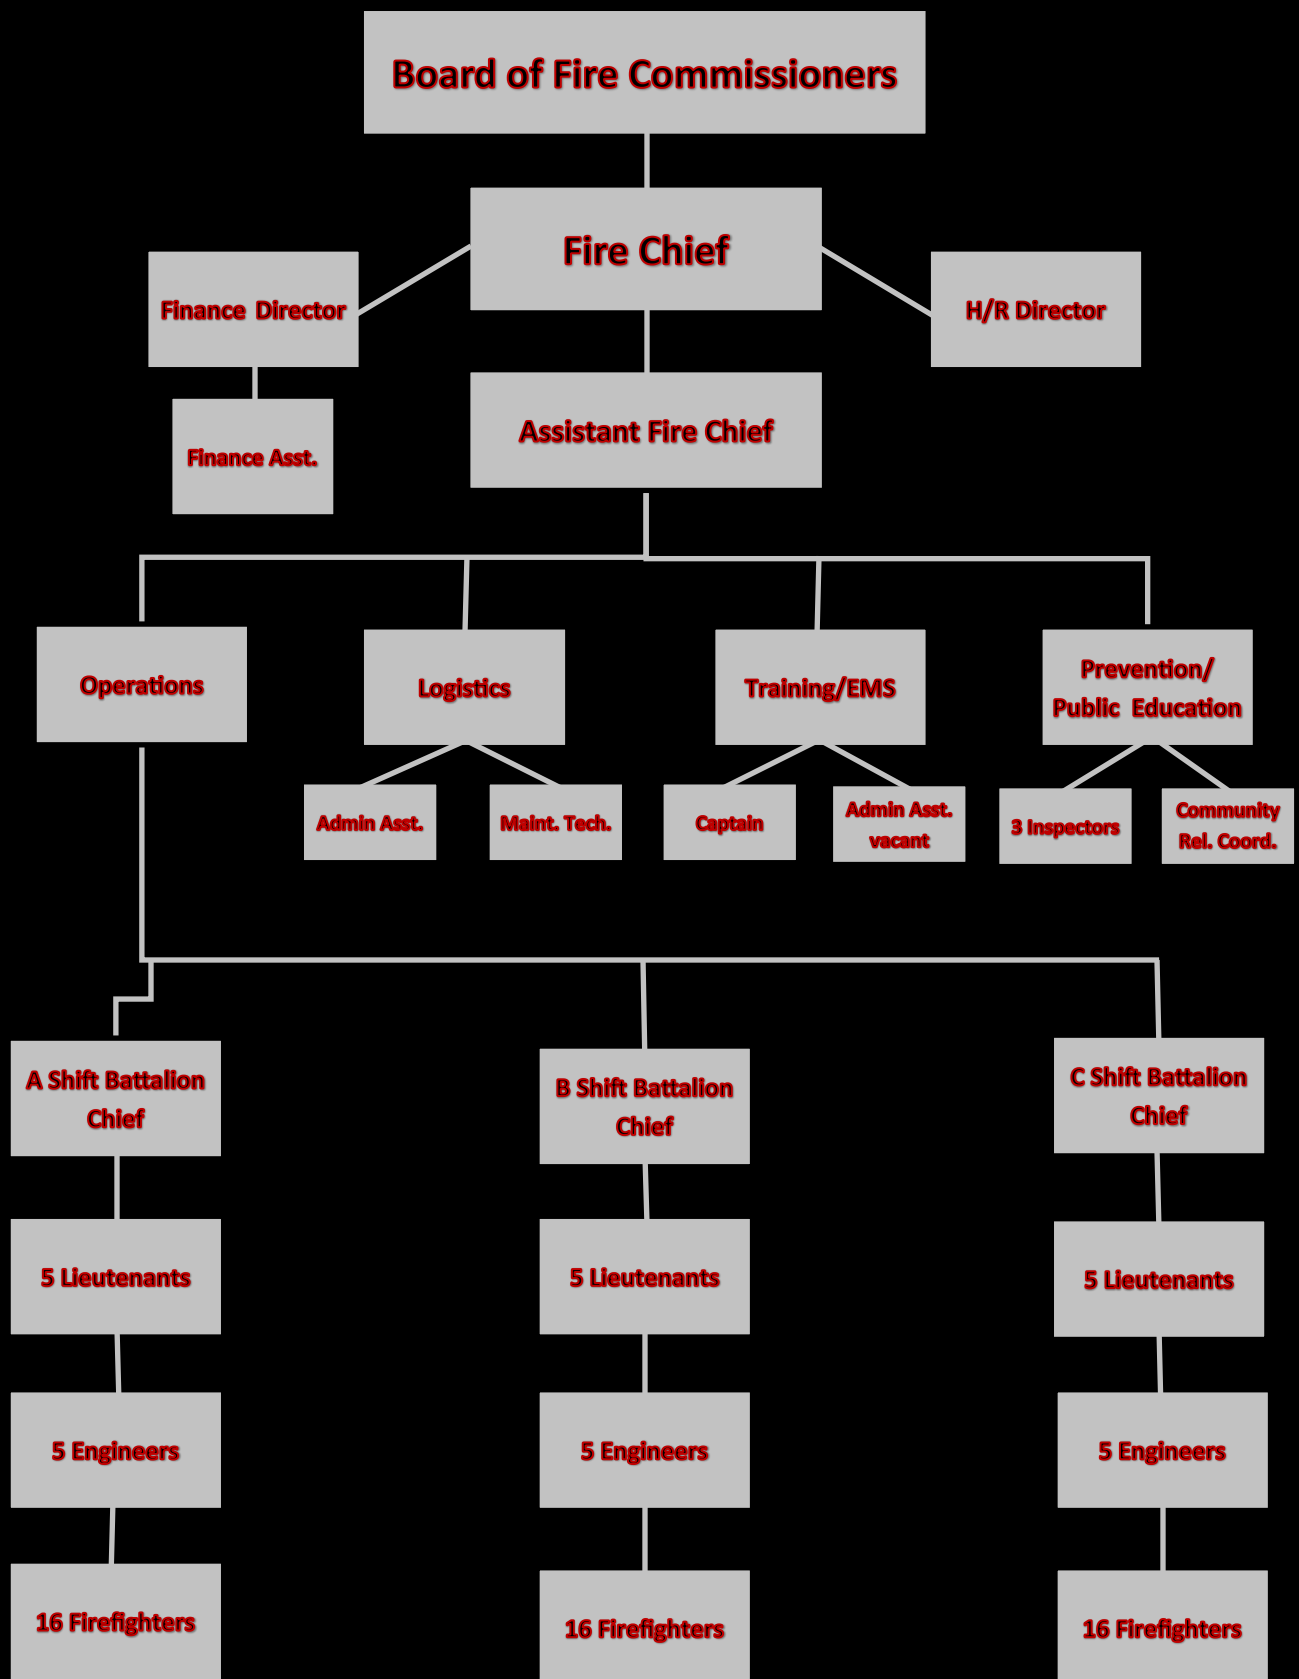 Board of Fire Commissioners
Fire Chief
Finance Director
H/R Director
Assistant Fire Chief
Finance Asst.
Operations
Logistics
Training/EMS
Prevention/
Public Education
Admin Asst.
Maint. Tech.
Captain
Admin Asst.
vacant
3 Inspectors
Community
Rel. Coord.
A Shift Battalion
Chief
B Shift Battalion
Chief
C Shift Battalion
Chief
5 Lieutenants
5 Lieutenants
5 Lieutenants
5 Engineers
5 Engineers
5 Engineers
16 Firefighters
16 Firefighters
16 Firefighters